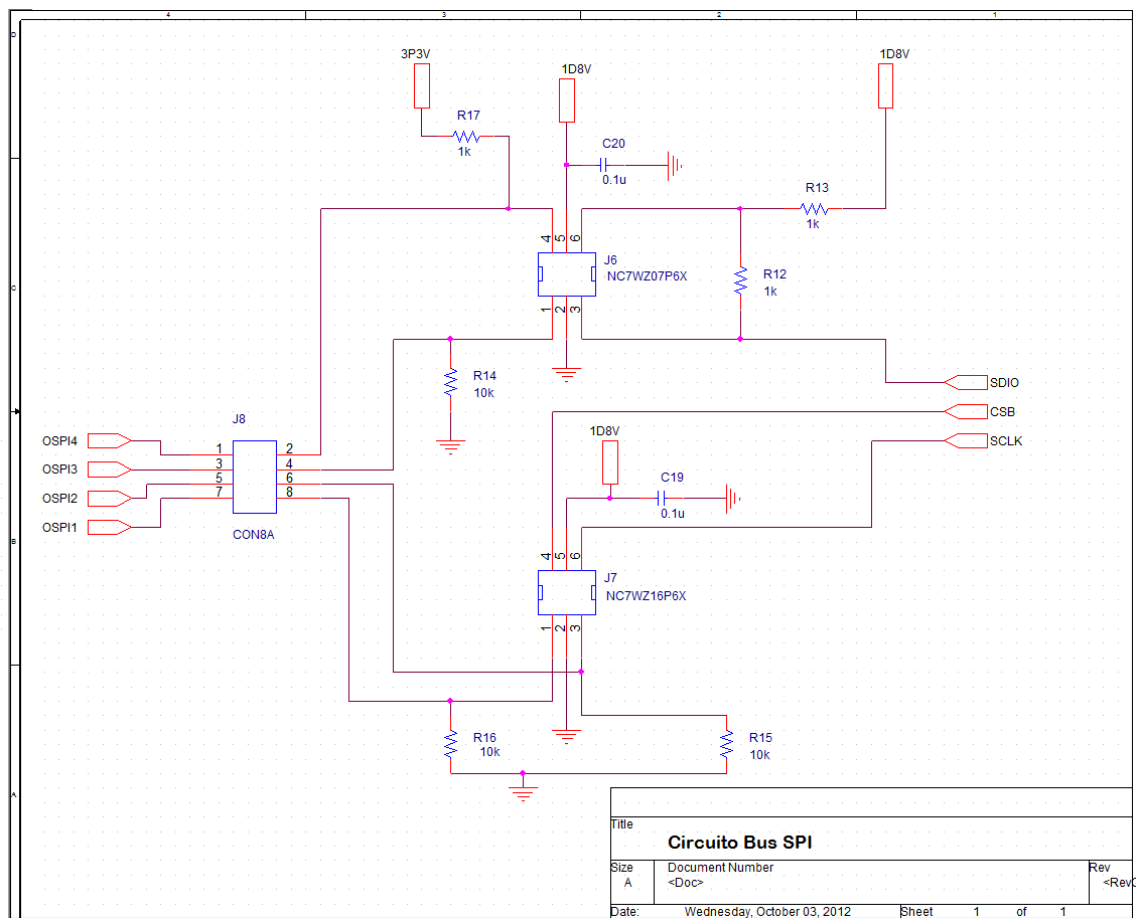 4
3
2
1
D
C
B
A
3P3V
1D8V
1D8V
R17
1k
C20
0.1u
R13
1k
4
5
6
J6
NC7WZ07P6X
R12
1k
1
2
3
R14
10k
SDIO
CSB
SCLK
J8
OSPI4
OSPI3
OSPI2
OSPI1
1
3
5
7
2
4
6
8
CON8A
1D8V
C19
0.1u
4
5
6
J7
NC7WZ16P6X
1
2
3
R16
10k
R15
10k
Title
Circuito Bus SPI
Size
A
Document Number
<Doc>
Rev
<Rev
Date:
Wednesday, October 03, 2012
Sheet
1
of
1